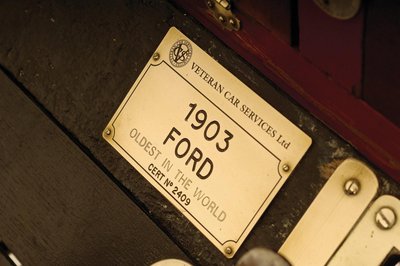 VETERAN CAR SERVICES Ltd
1903
FORD
OLDEST IN THE WORLD
CERT Nº 2409